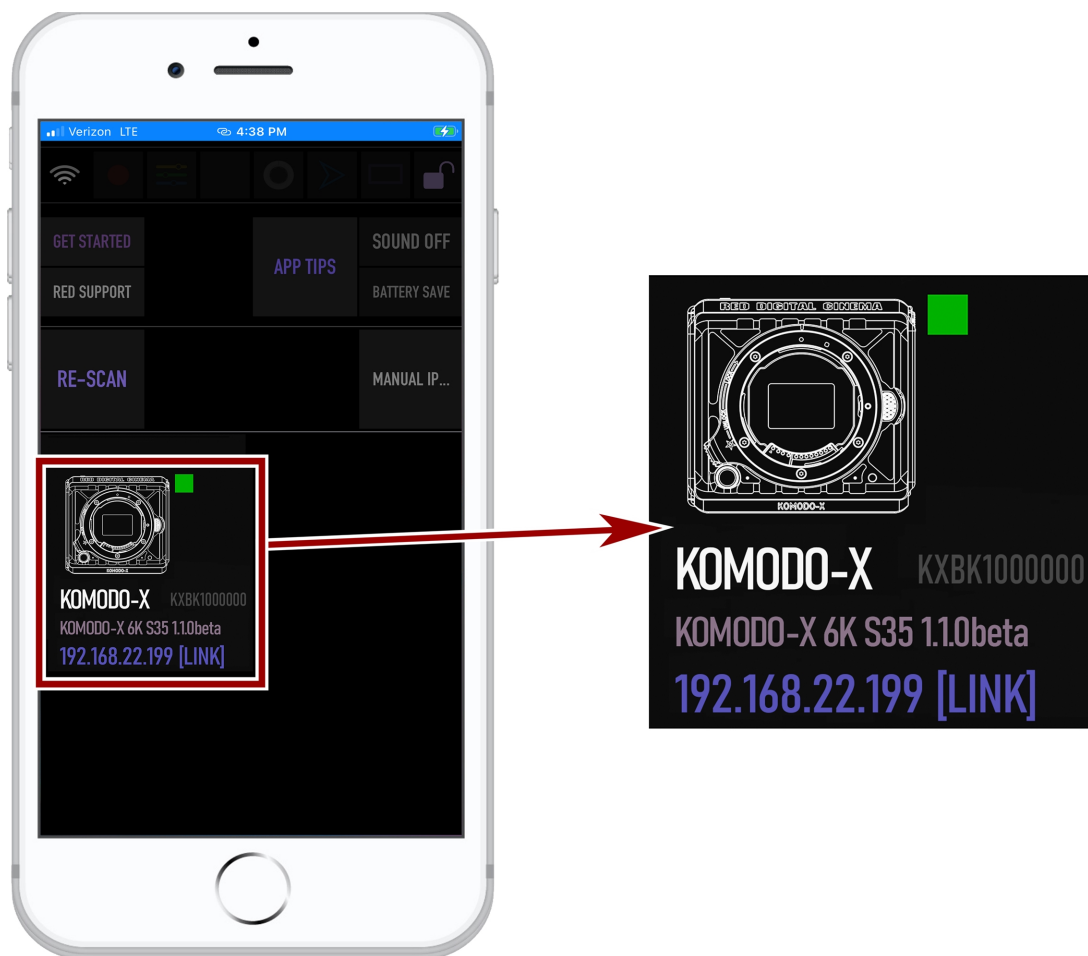 Verizon LTE 4:38 PM
GET STARTED
APP TIPS
SOUND OFF
RED SUPPORT
BATTERY SAVE
RE-SCAN
MANUAL IP...
RED DIGITAL CINEMA
KOMODO-X
KOMODO-X KXBK1000000
KOMODO-X 6K S35 1.1.0beta
192.168.22.199 [LINK]
RED DIGITAL CINEMA
KOMODO-X
KOMODO-X KXBK1000000
KOMODO-X 6K S35 1.1.0beta
192.168.22.199 [LINK]